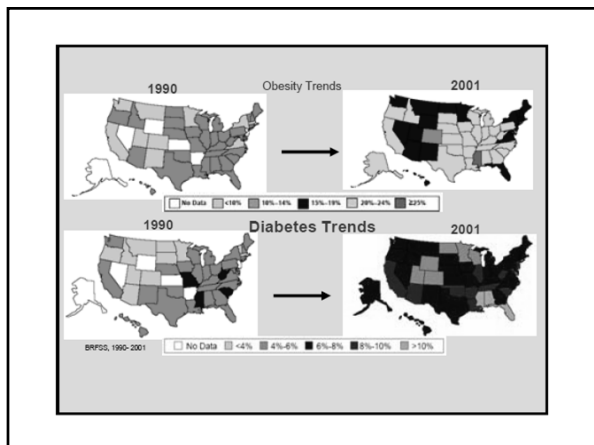 1990 Obesity Trends 2001
No Data <10% 10%–14% 15%–19% 20%–24% ≥25%
1990 Diabetes Trends 2001
BRFSS, 1990- 2001
No Data <4% 4%-6% 6%-8% 8%-10% >10%